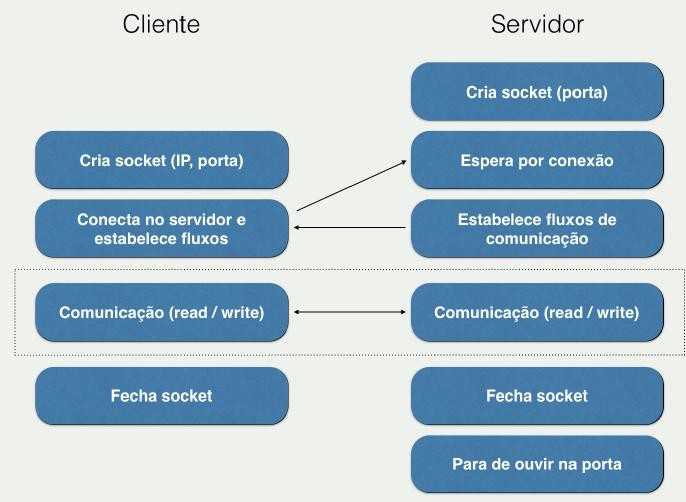 Cliente
Servidor
Cria socket (porta)
Cria socket (IP, porta)
Espera por conexão
Conecta no servidor e
estabelece fluxos
Estabelece fluxos de
comunicação
Comunicação (read / write)
Comunicação (read / write)
Fecha socket
Fecha socket
Para de ouvir na porta